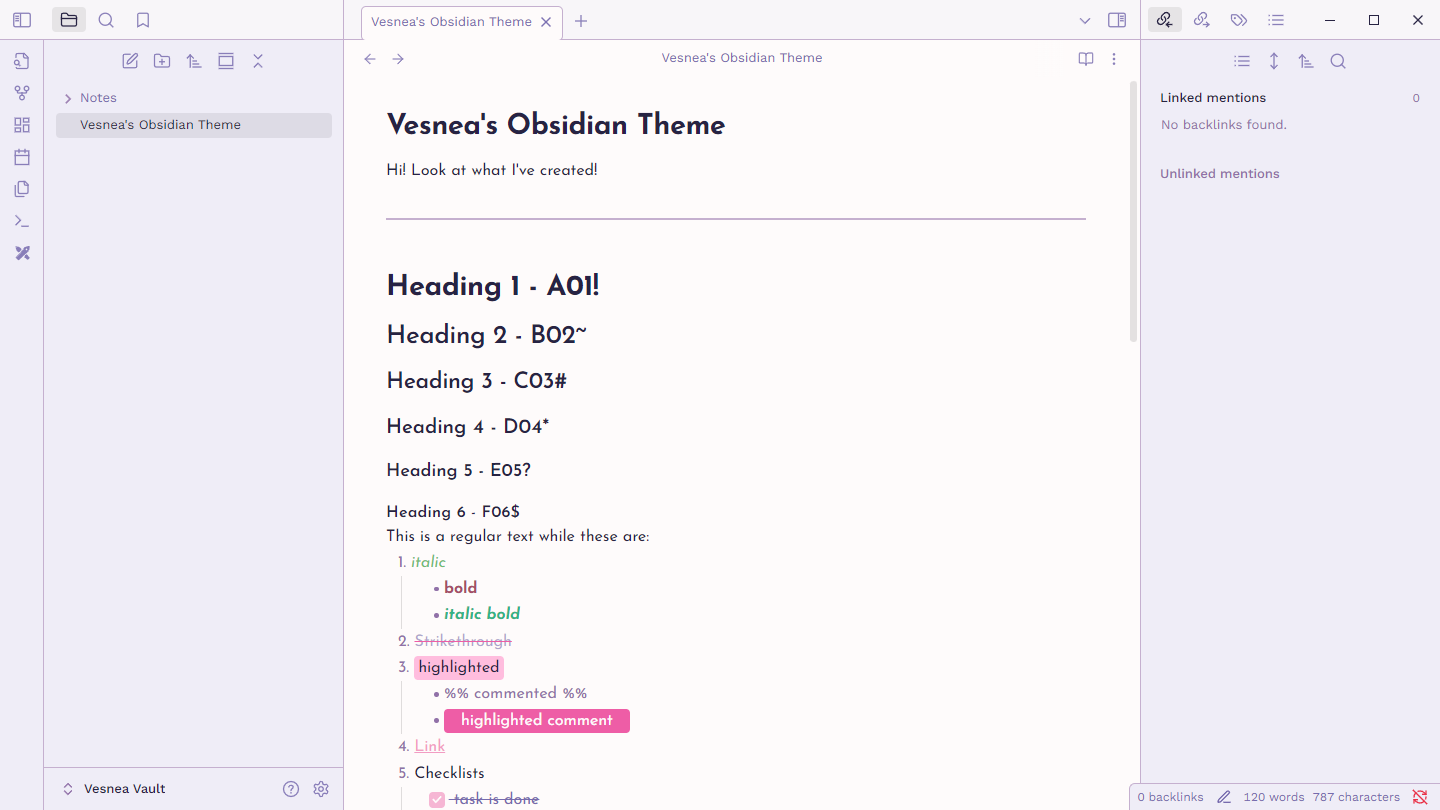 Vesnea's Obsidian Theme
Notes
Vesnea's Obsidian Theme
Vesnea Vault
Vesnea's Obsidian Theme
Vesnea's Obsidian Theme
Hi! Look at what I've created!
Heading 1 - A01!
Heading 2 - B02~
Heading 3 - C03#
Heading 4 - D04*
Heading 5 - E05?
Heading 6 - F06$
This is a regular text while these are:
1. italic
• bold
• italic bold
2. Strikethrough
3. highlighted
• %% commented %%
• highlighted comment
4. Link
5. Checklists
task is done
Linked mentions 0
No backlinks found.
Unlinked mentions
0 backlinks 120 words 787 characters